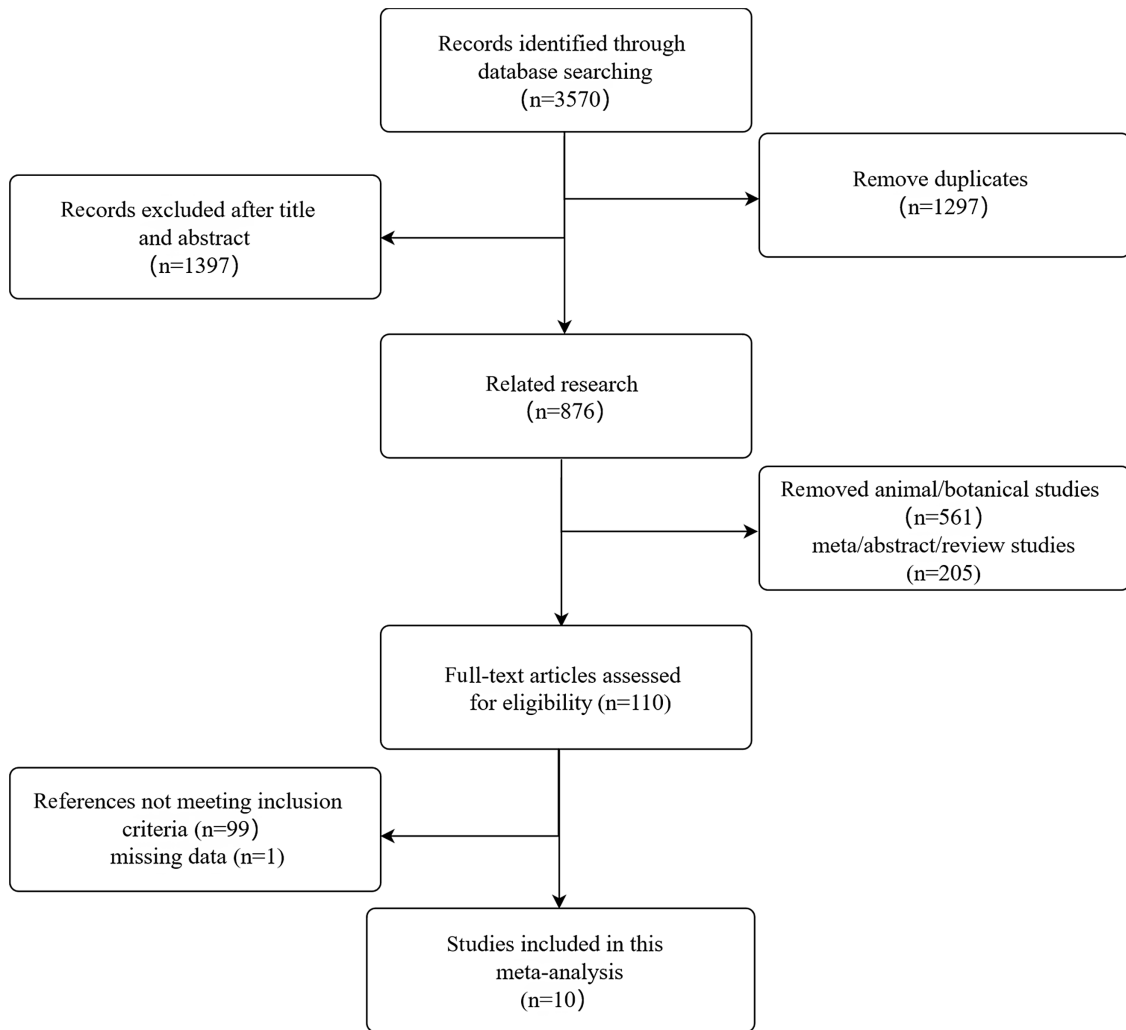 Records identified through
database searching
(n=3570)
Remove duplicates
(n=1297)
Records excluded after title
and abstract
(n=1397)
Related research
(n=876)
Removed animal/botanical studies
(n=561)
meta/abstract/review studies
(n=205)
Full-text articles assessed
for eligibility (n=110)
References not meeting inclusion
criteria (n=99)
missing data (n=1)
Studies included in this
meta-analysis
(n=10)